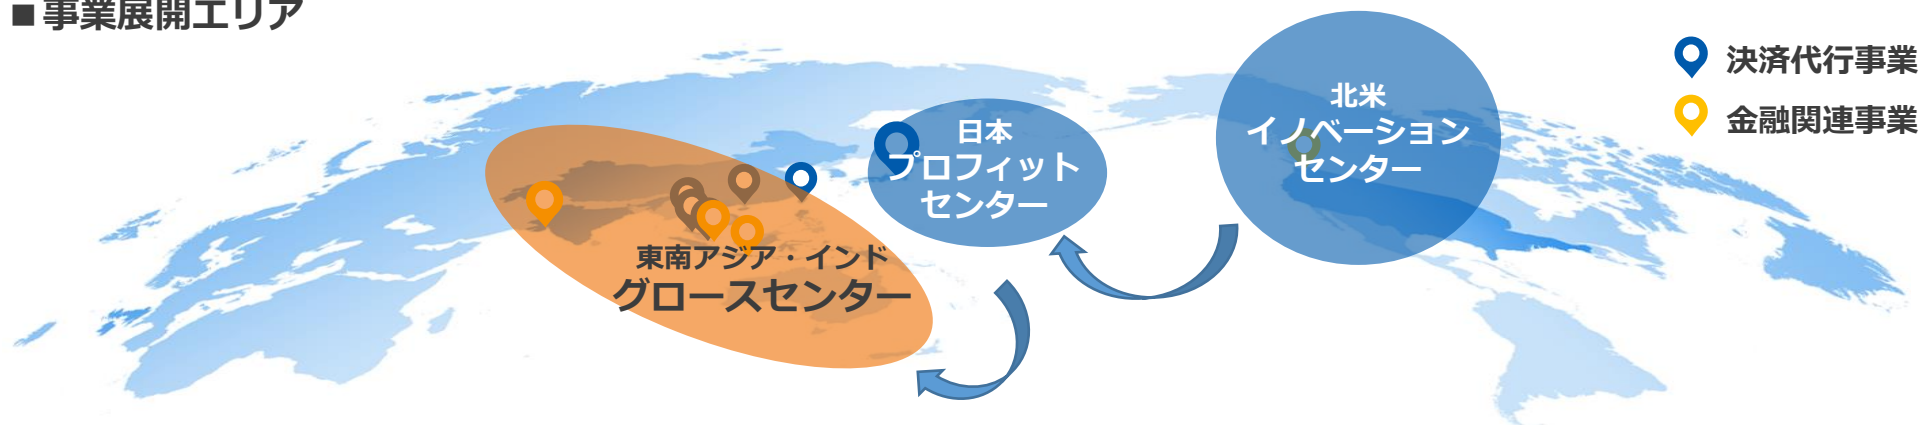 ■事業展開エリア
決済代行事業
金融関連事業
北米
イノベーション
センター
日本
プロフィット
センター
東南アジア・インド
グロースセンター